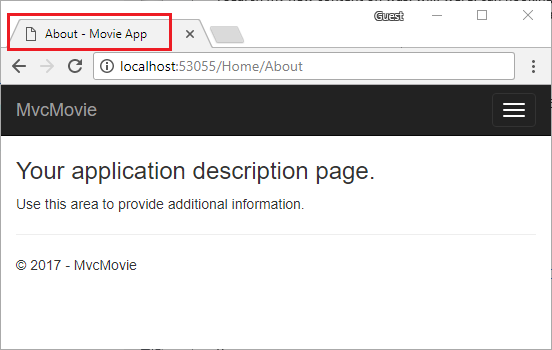 Guest
About - Movie App
localhost:53055/Home/About
MvcMovie
Your application description page.
Use this area to provide additional information.
© 2017 - MvcMovie